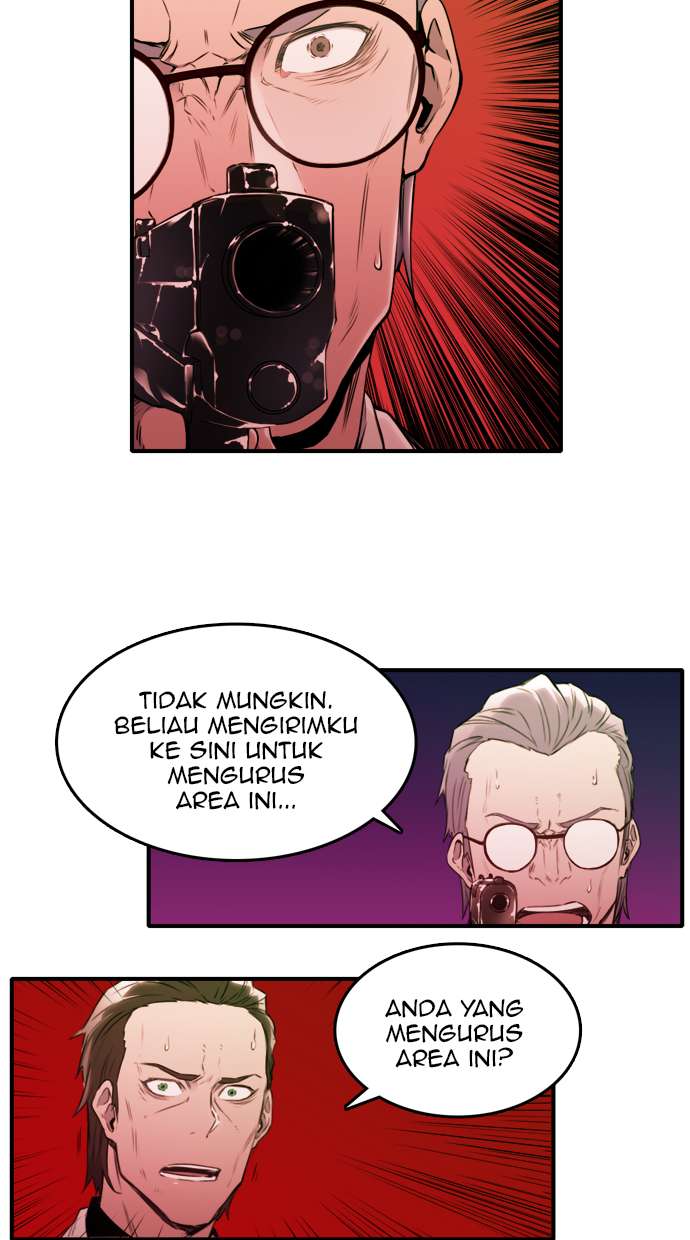 TIDAK MUNGKIN.
BELIAU MENGIRIMKU
KE SINI UNTUK
MENGURUS
AREA INI...
ANDA YANG
MENGURUS
AREA INI?